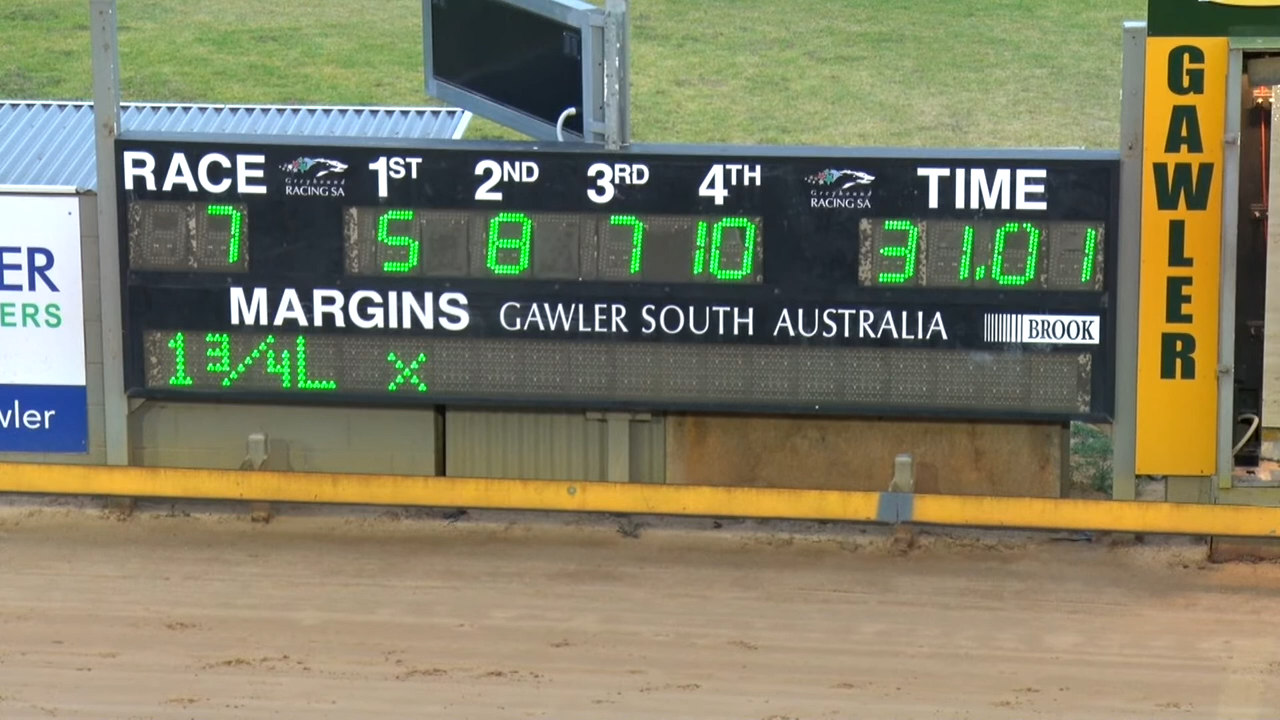 RACE Greyhound RACING SA 1ST 2ND 3RD 4TH Greyhound RACING SA TIME
7 5 8 7 10 31.01
MARGINS GAWLER SOUTH AUSTRALIA BROOK
1 3/4L X
GAWLER
ER
ERS
wler